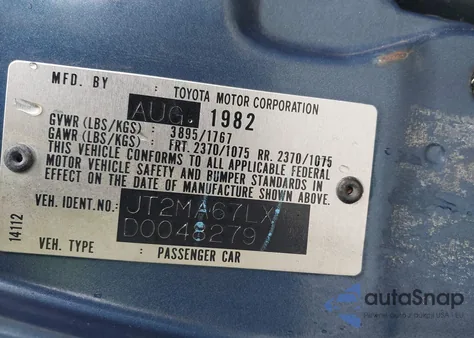 MFD. BY : TOYOTA MOTOR CORPORATION
AUG. 1982
GVWR (LBS/KGS) : 3895/1767
GAWR (LBS/KGS) : FRT. 2370/1075 RR. 2370/1075
THIS VEHICLE CONFORMS TO ALL APPLICABLE FEDERAL
MOTOR VEHICLE SAFETY AND BUMPER STANDARDS IN
EFFECT ON THE DATE OF MANUFACTURE SHOWN ABOVE.
VEH. IDENT.NO.: JT2MA67LX
D0048279
VEH. TYPE : PASSENGER CAR
14112
autoSnap